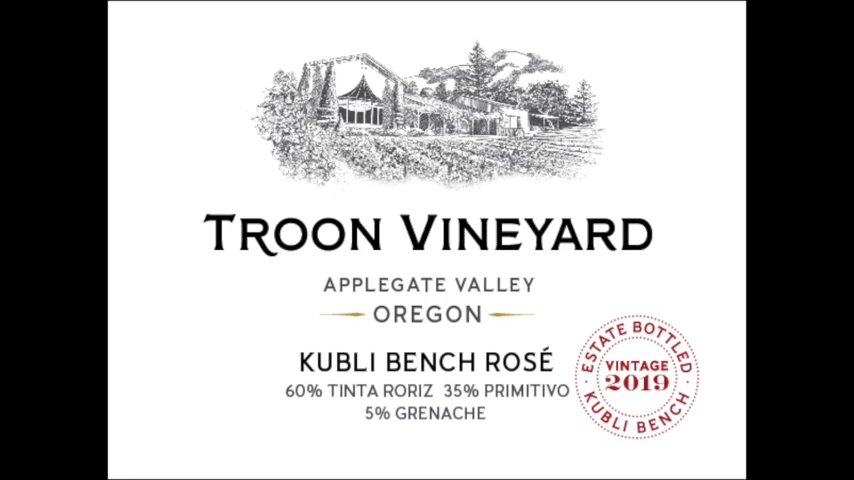 TROON VINEYARD
APPLEGATE VALLEY
OREGON
KUBLI BENCH ROSÉ
60% TINTA RORIZ 35% PRIMITIVO
5% GRENACHE
ESTATE BOTTLED
VINTAGE
2019
KUBLI BENCH